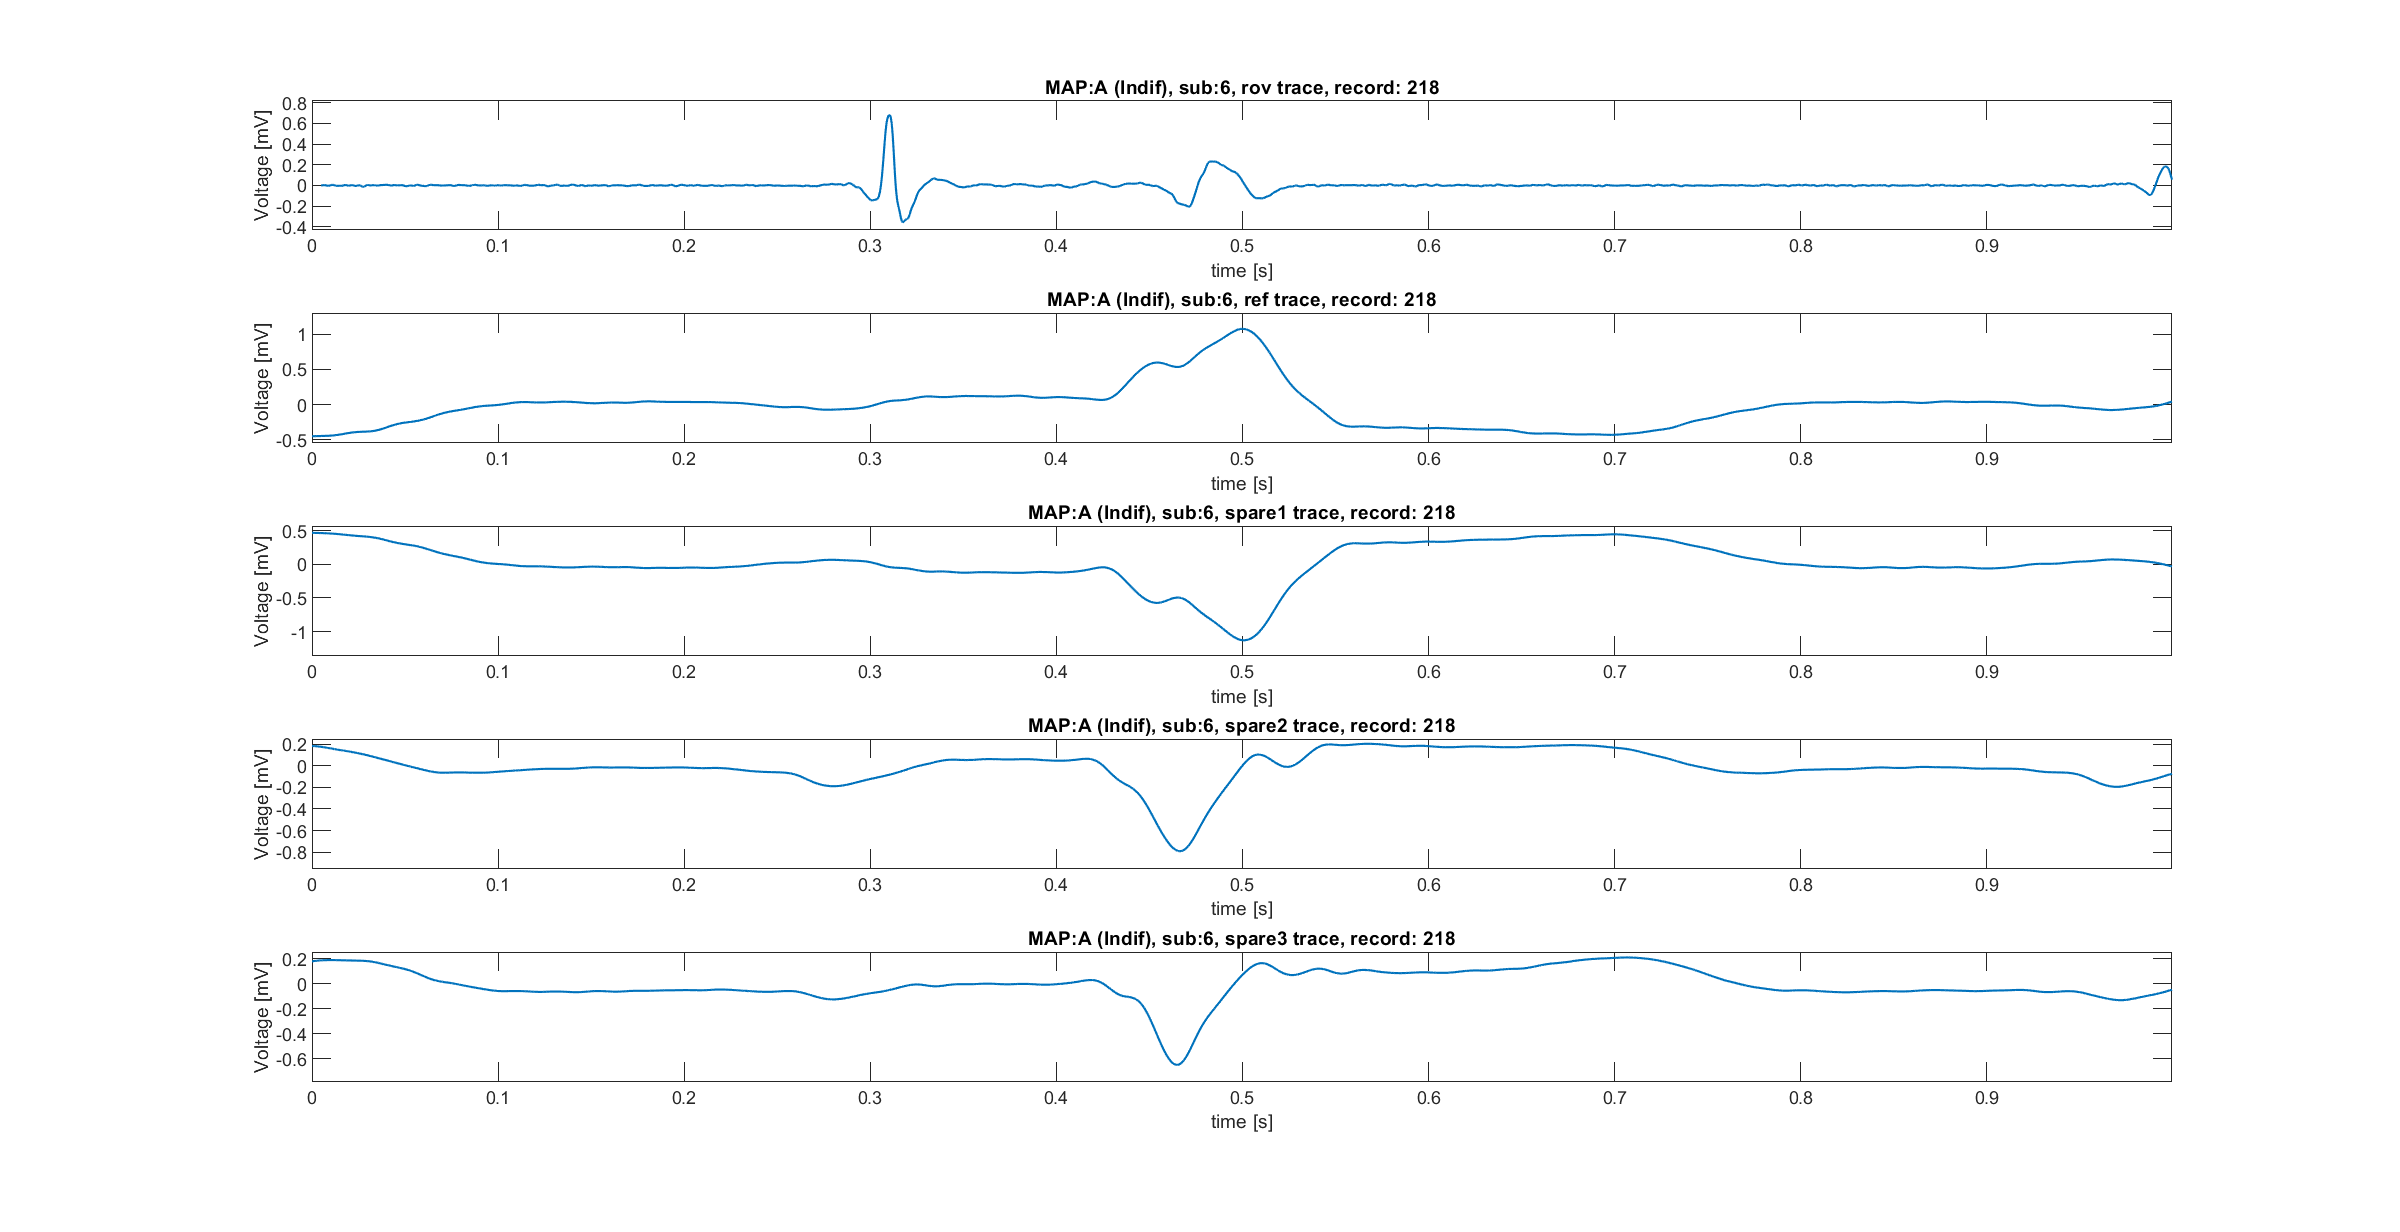 MAP:A (Indif), sub:6, rov trace, record: 218
Voltage [mV]
0.8
0.6
0.4
0.2
0
-0.2
-0.4
0 0.1 0.2 0.3 0.4 0.5 0.6 0.7 0.8 0.9
time [s]
MAP:A (Indif), sub:6, ref trace, record: 218
Voltage [mV]
1
0.5
0
-0.5
0 0.1 0.2 0.3 0.4 0.5 0.6 0.7 0.8 0.9
time [s]
MAP:A (Indif), sub:6, spare1 trace, record: 218
Voltage [mV]
0.5
0
-0.5
-1
0 0.1 0.2 0.3 0.4 0.5 0.6 0.7 0.8 0.9
time [s]
MAP:A (Indif), sub:6, spare2 trace, record: 218
Voltage [mV]
0.2
0
-0.2
-0.4
-0.6
-0.8
0 0.1 0.2 0.3 0.4 0.5 0.6 0.7 0.8 0.9
time [s]
MAP:A (Indif), sub:6, spare3 trace, record: 218
Voltage [mV]
0.2
0
-0.2
-0.4
-0.6
0 0.1 0.2 0.3 0.4 0.5 0.6 0.7 0.8 0.9
time [s]